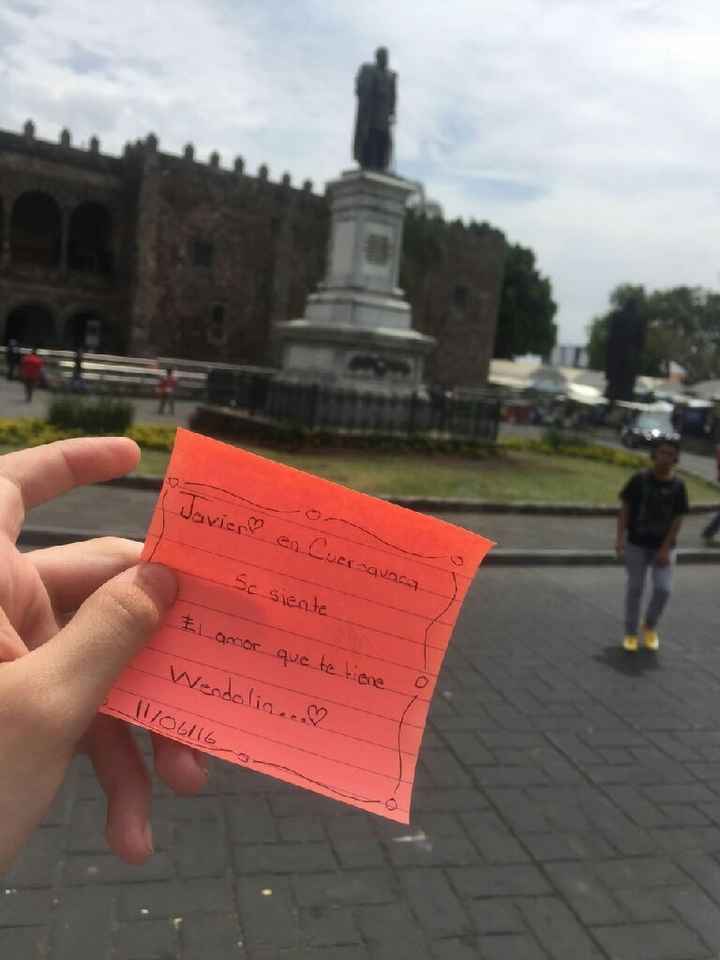 Javier♡ en Cuernavaca
Se siente
El amor que te tiene
Wendolin...♡
11/06/16